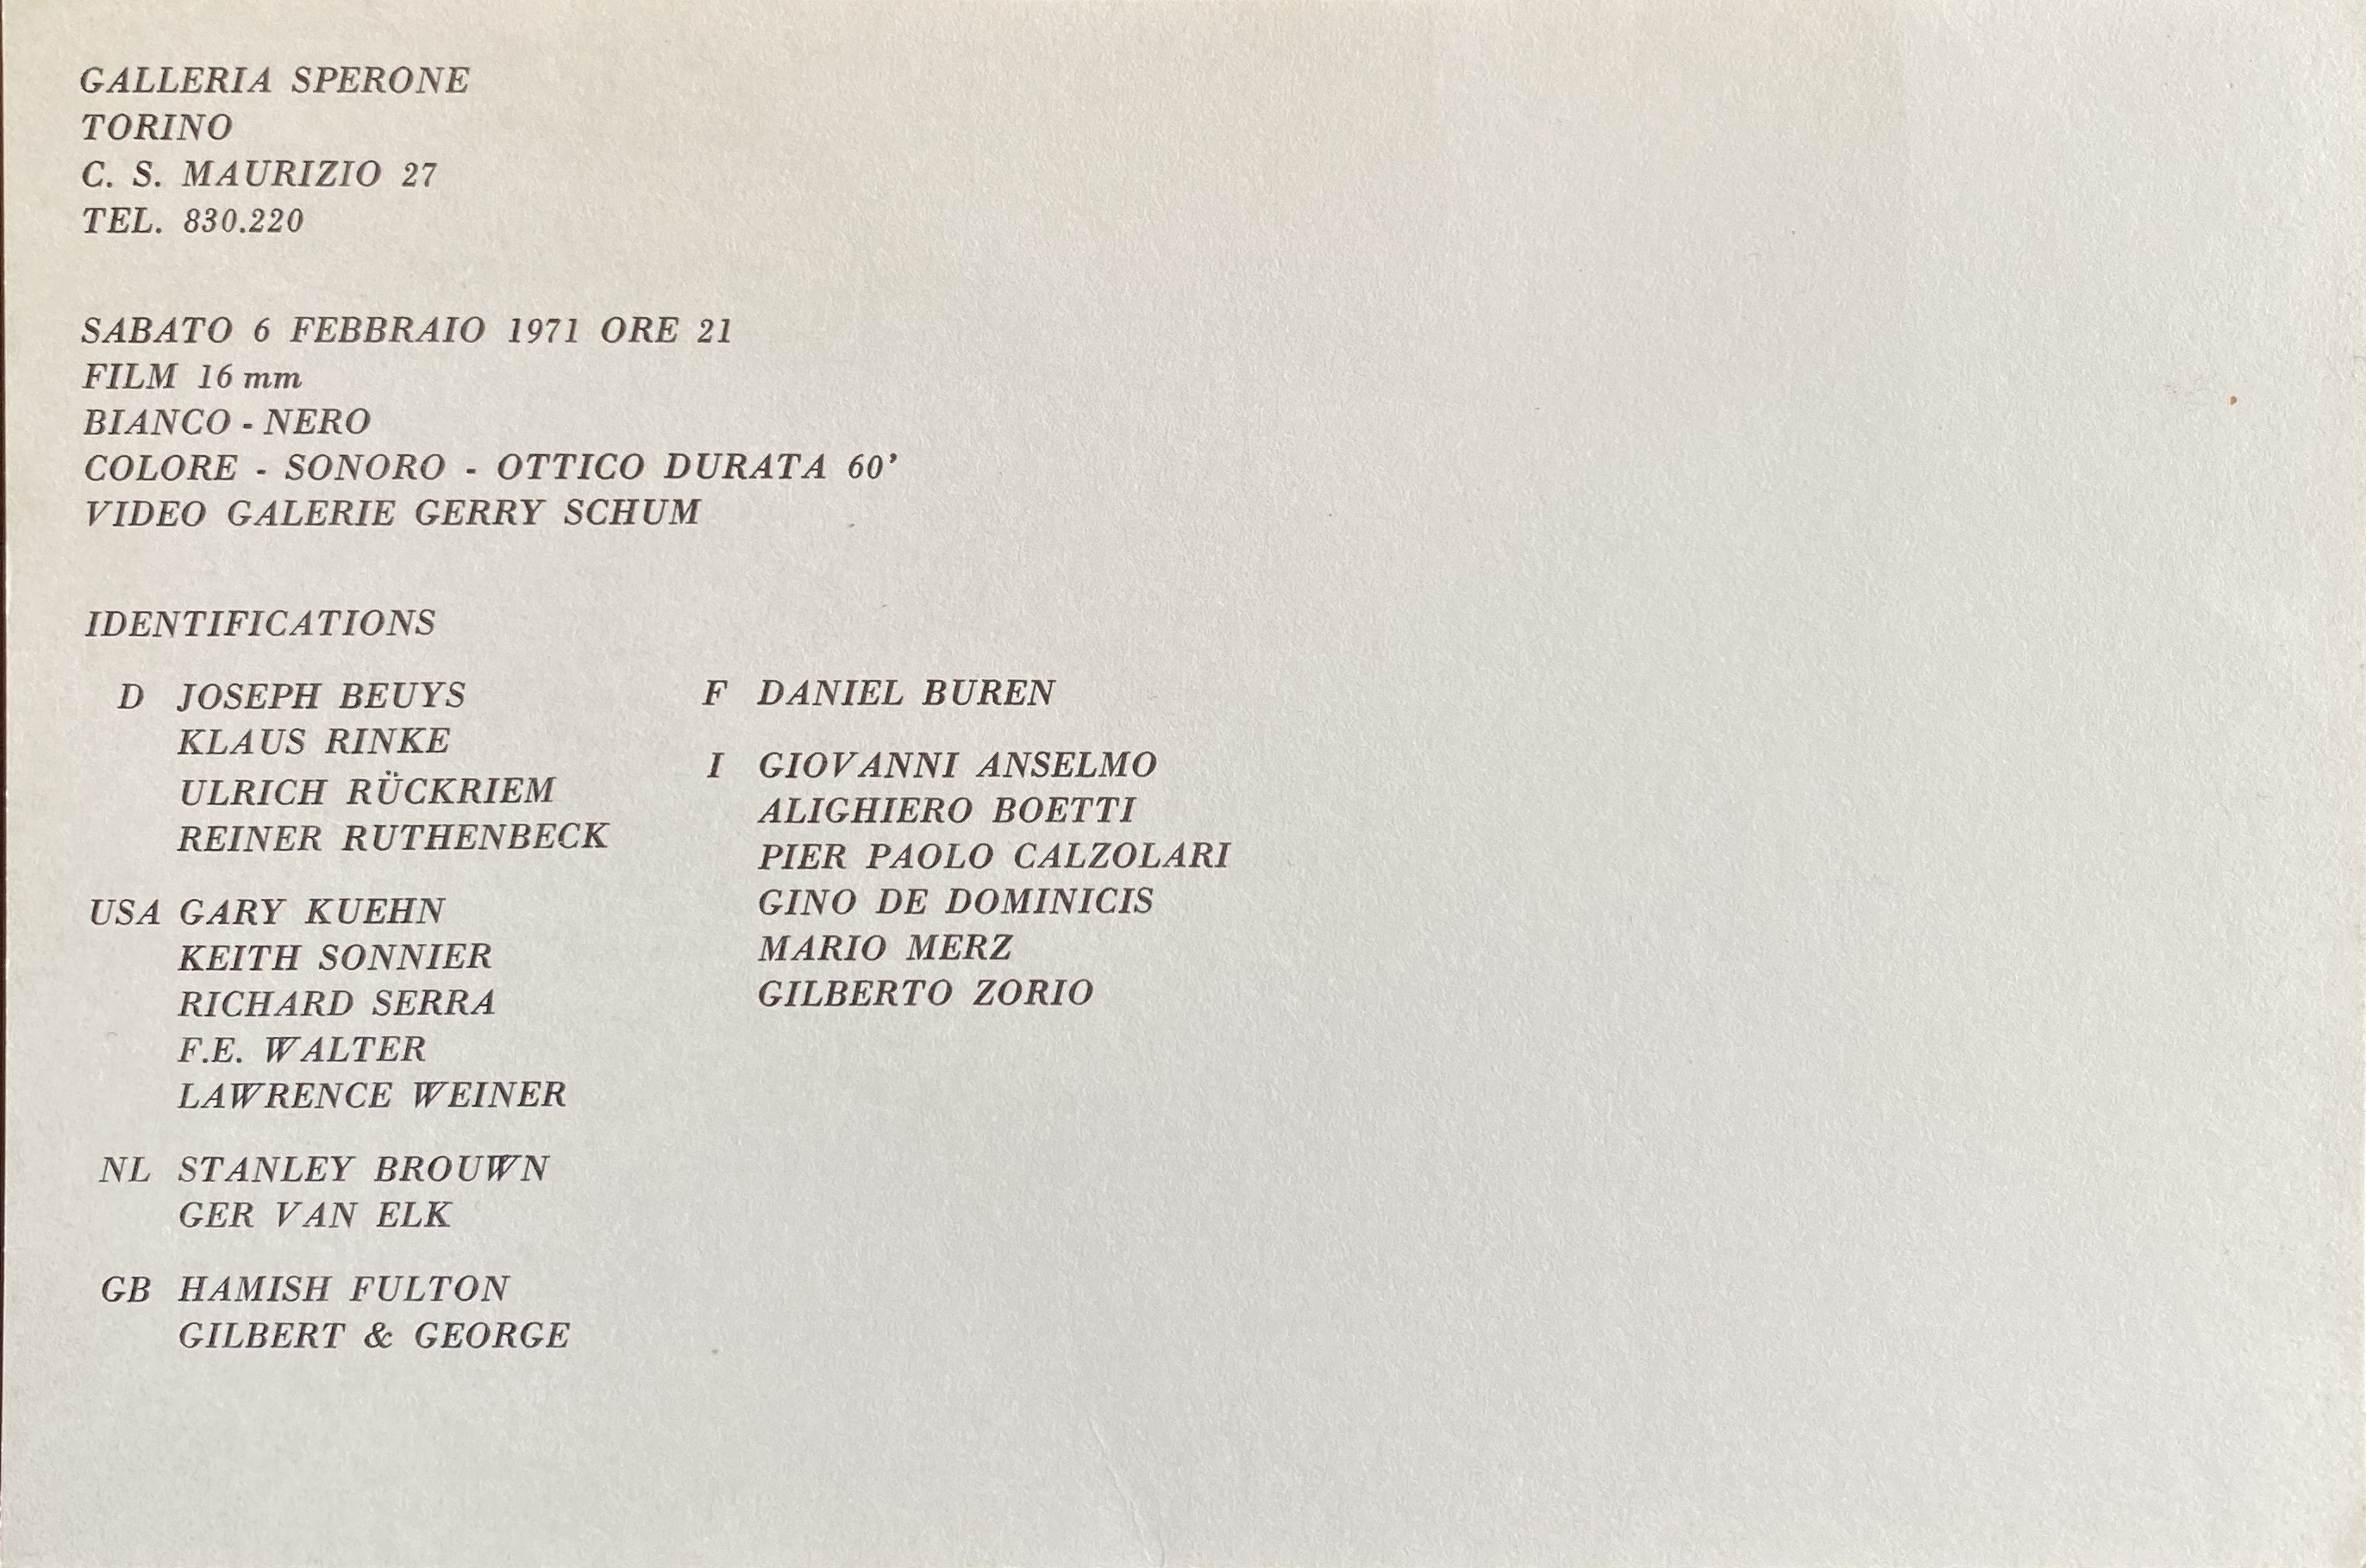 GALLERIA SPERONE
TORINO
C. S. MAURIZIO 27
TEL. 830.220
SABATO 6 FEBBRAIO 1971 ORE 21
FILM 16 mm
BIANCO - NERO
COLORE - SONORO - OTTICO DURATA 60’
VIDEO GALERIE GERRY SCHUM
IDENTIFICATIONS
D JOSEPH BEUYS
KLAUS RINKE
ULRICH RÜCKRIEM
REINER RUTHENBECK
USA GARY KUEHN
KEITH SONNIER
RICHARD SERRA
F.E. WALTER
LAWRENCE WEINER
NL STANLEY BROUWN
GER VAN ELK
GB HAMISH FULTON
GILBERT & GEORGE
F DANIEL BUREN
I GIOVANNI ANSELMO
ALIGHIERO BOETTI
PIER PAOLO CALZOLARI
GINO DE DOMINICIS
MARIO MERZ
GILBERTO ZORIO